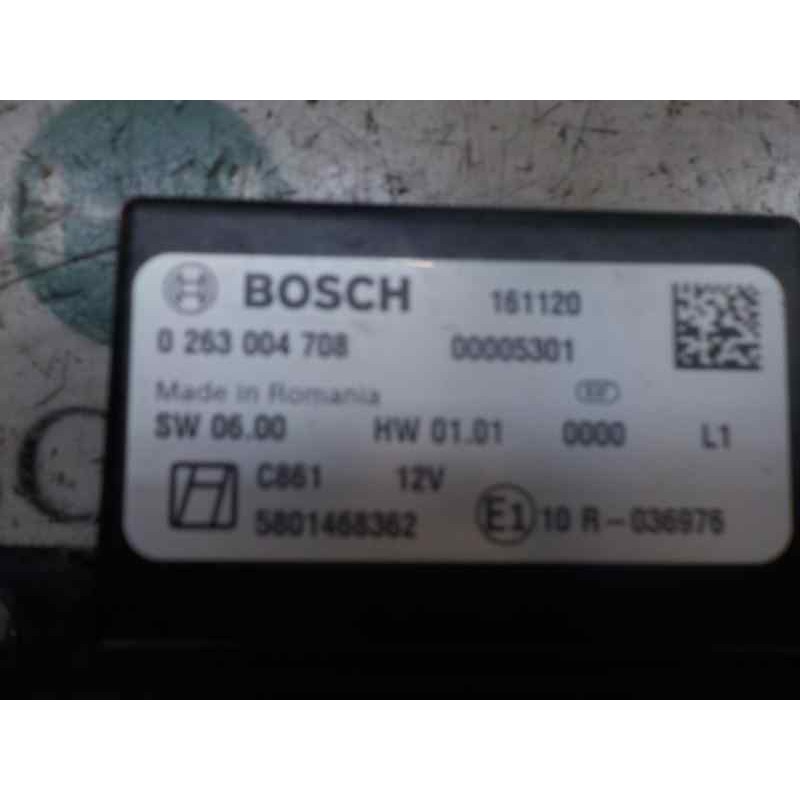 BOSCH 161120
0 263 004 708 00005301
Made in Romania
SW 06.00 HW 01.01 0000 L1
C861 12V
5801468362 E1 10 R-036976